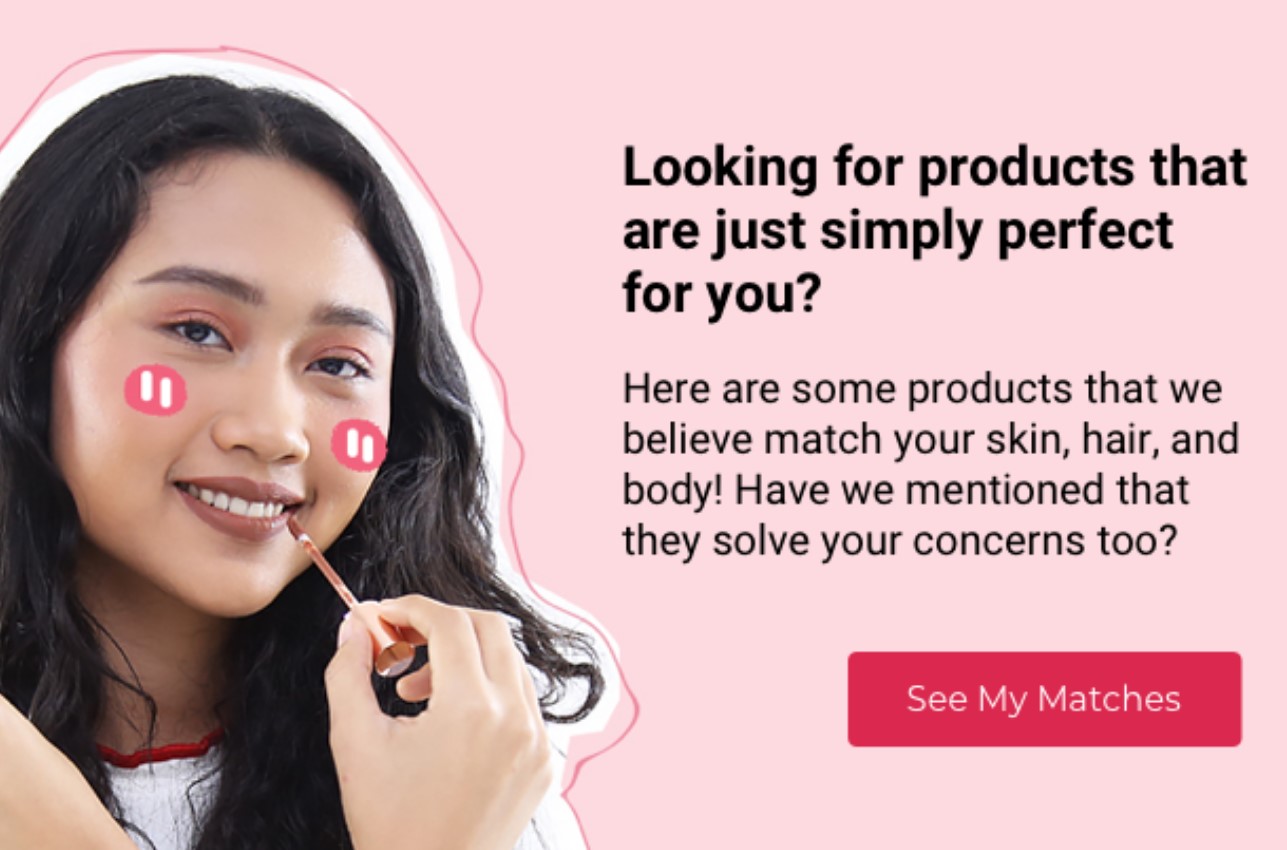 Looking for products that
are just simply perfect
for you?
Here are some products that we
believe match your skin, hair, and
body! Have we mentioned that
they solve your concerns too?
See My Matches